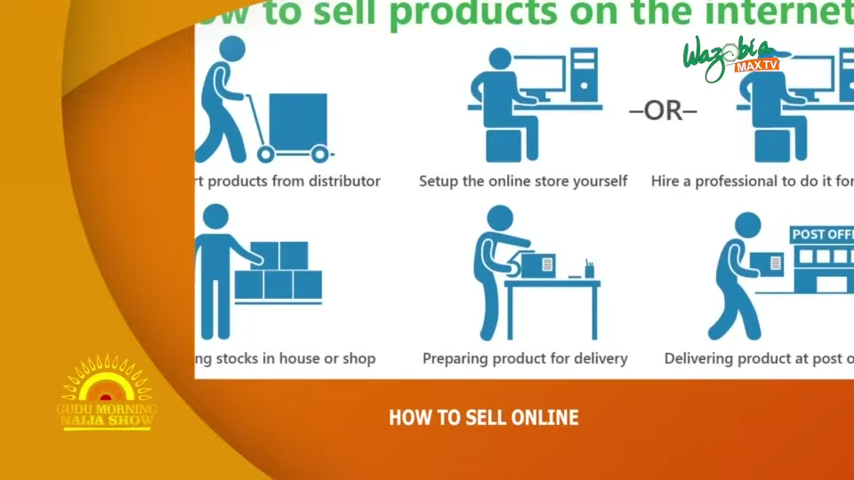 ow to sell products on the internet
Wazobia
MAX TV
–OR–
rt products from distributor
Setup the online store yourself
Hire a professional to do it for
POST OFFI
ng stocks in house or shop
Preparing product for delivery
Delivering product at post o
GUDU MORNING
NAIJA SHOW
HOW TO SELL ONLINE